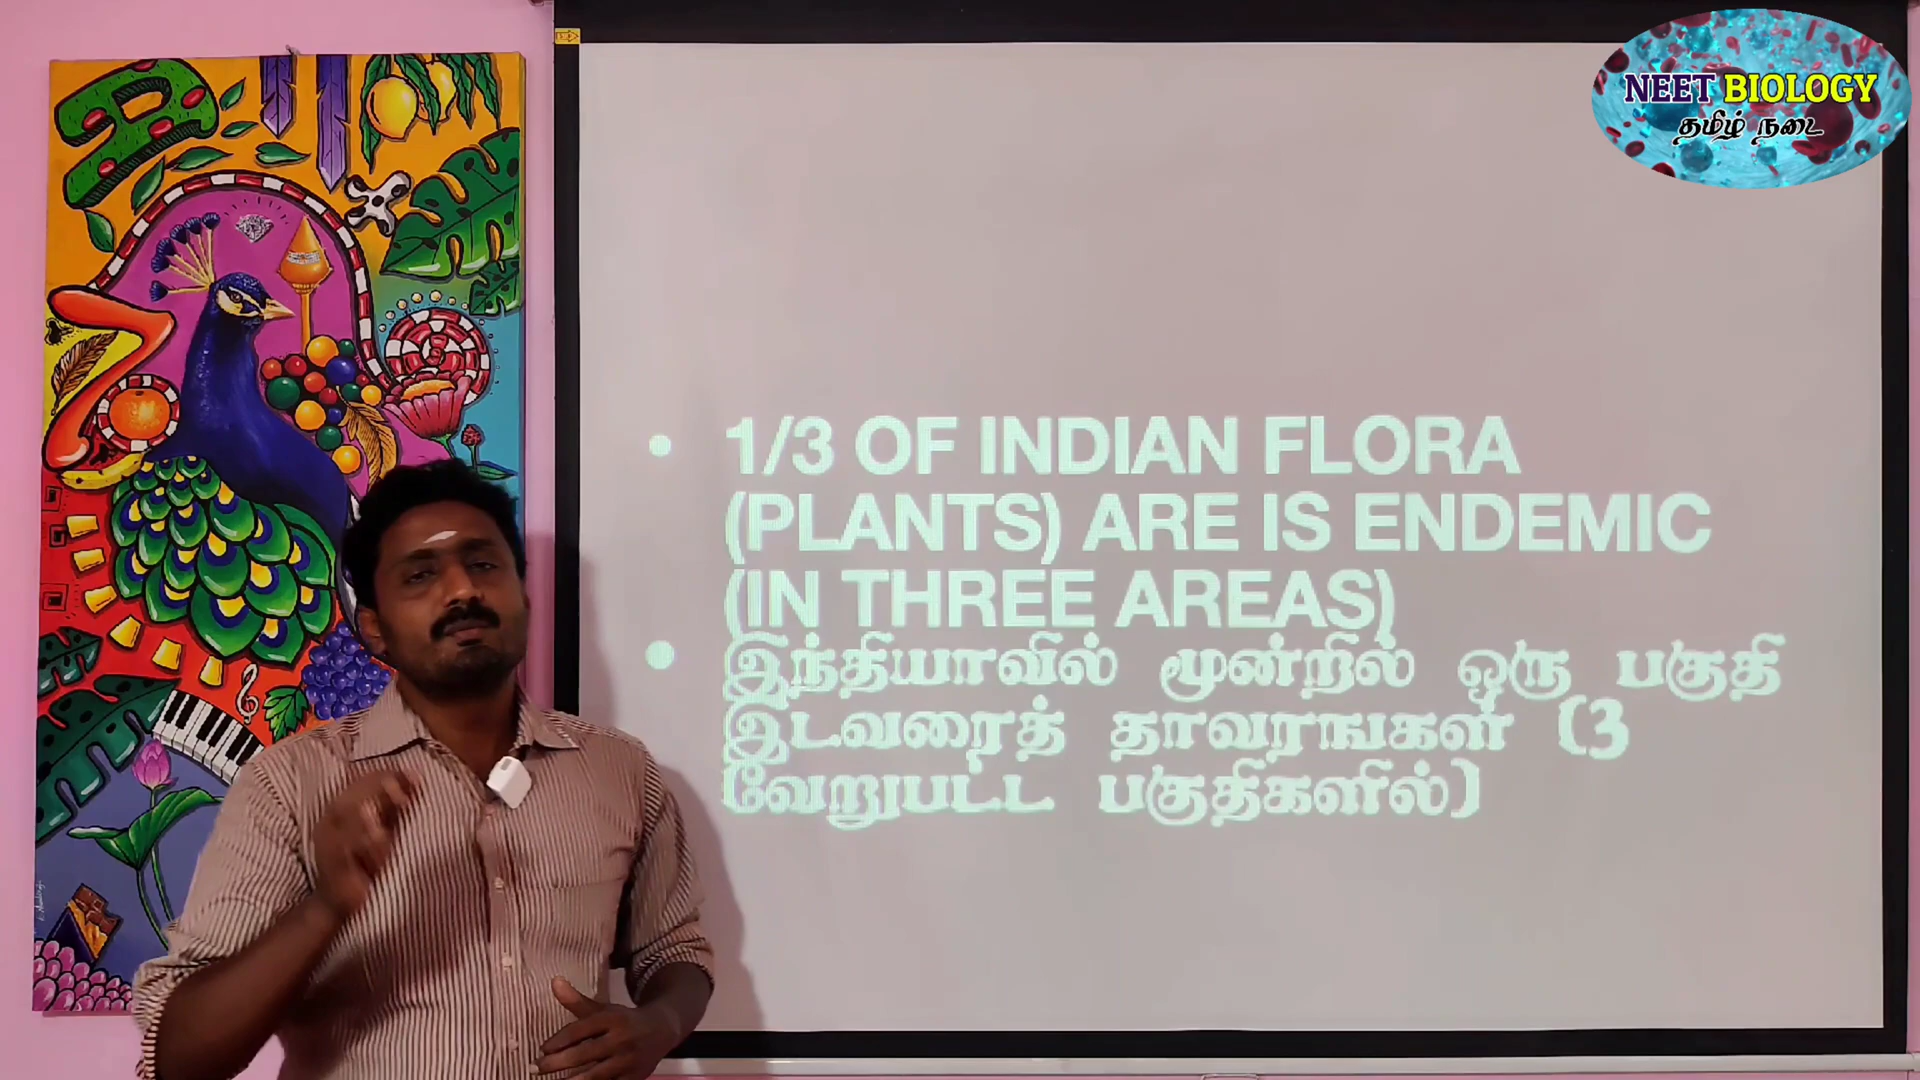 NEET BIOLOGY
தமிழ் நடை
• 1/3 OF INDIAN FLORA
(PLANTS) ARE IS ENDEMIC
(IN THREE AREAS)
• இந்தியாவில் மூன்றில் ஒரு பகுதி
இடவரைத் தாவரங்கள் (3
வேறுபட்ட பகுதிகளில்)